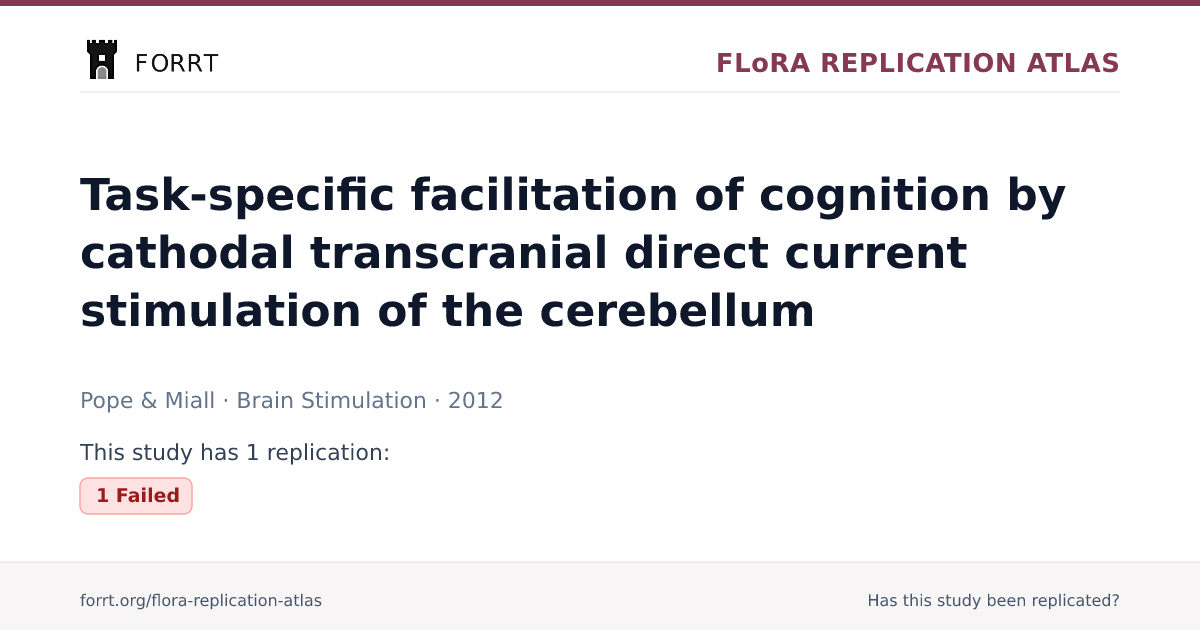 FORRT
FLoRA REPLICATION ATLAS
Task-specific facilitation of cognition by
cathodal transcranial direct current
stimulation of the cerebellum
Pope & Miall · Brain Stimulation · 2012
This study has 1 replication:
1 Failed
forrt.org/flora-replication-atlas
Has this study been replicated?